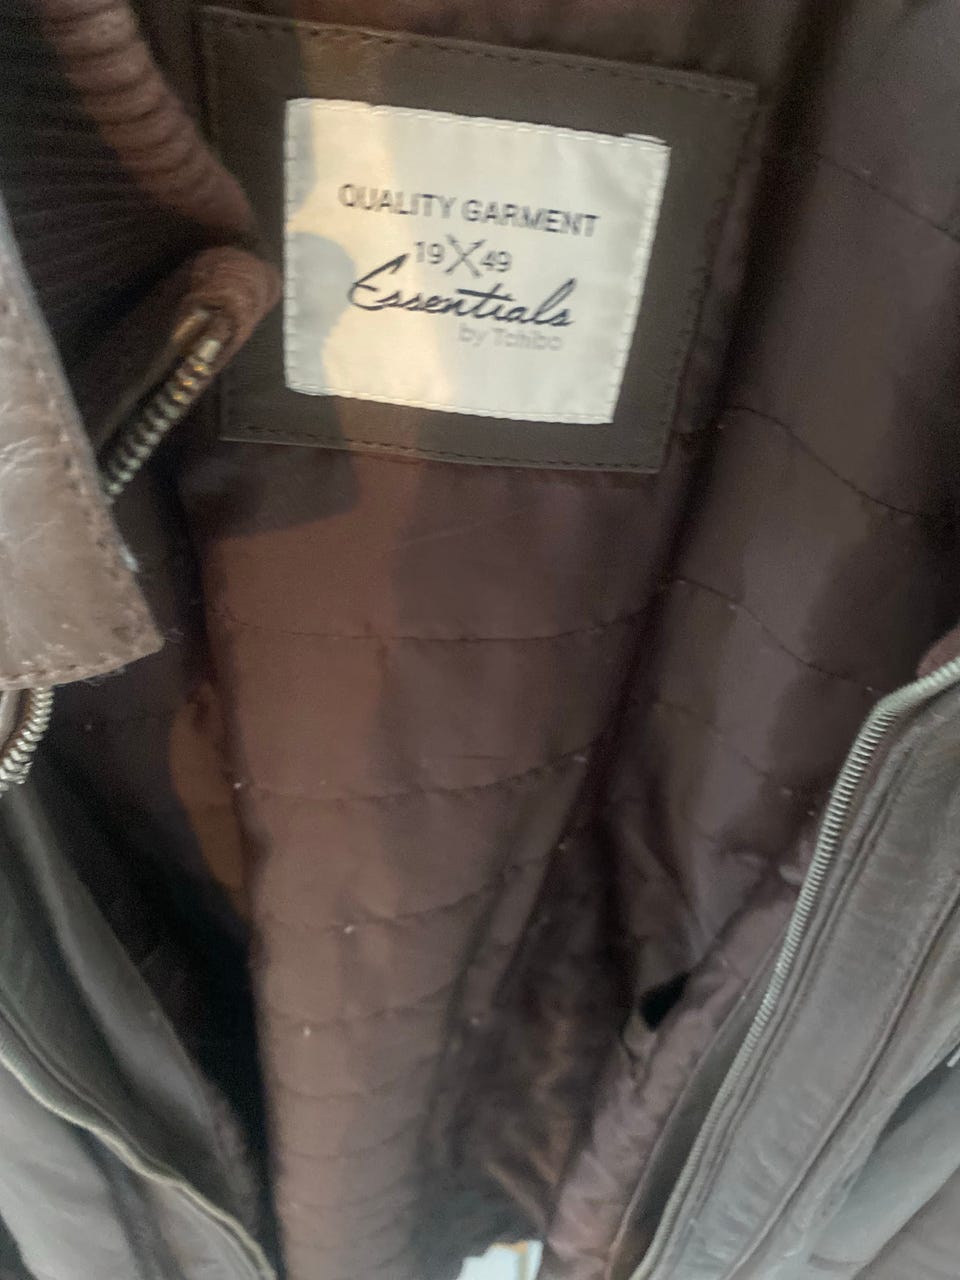 QUALITY GARMENT
19 X 49
Essentials
by Tchibo